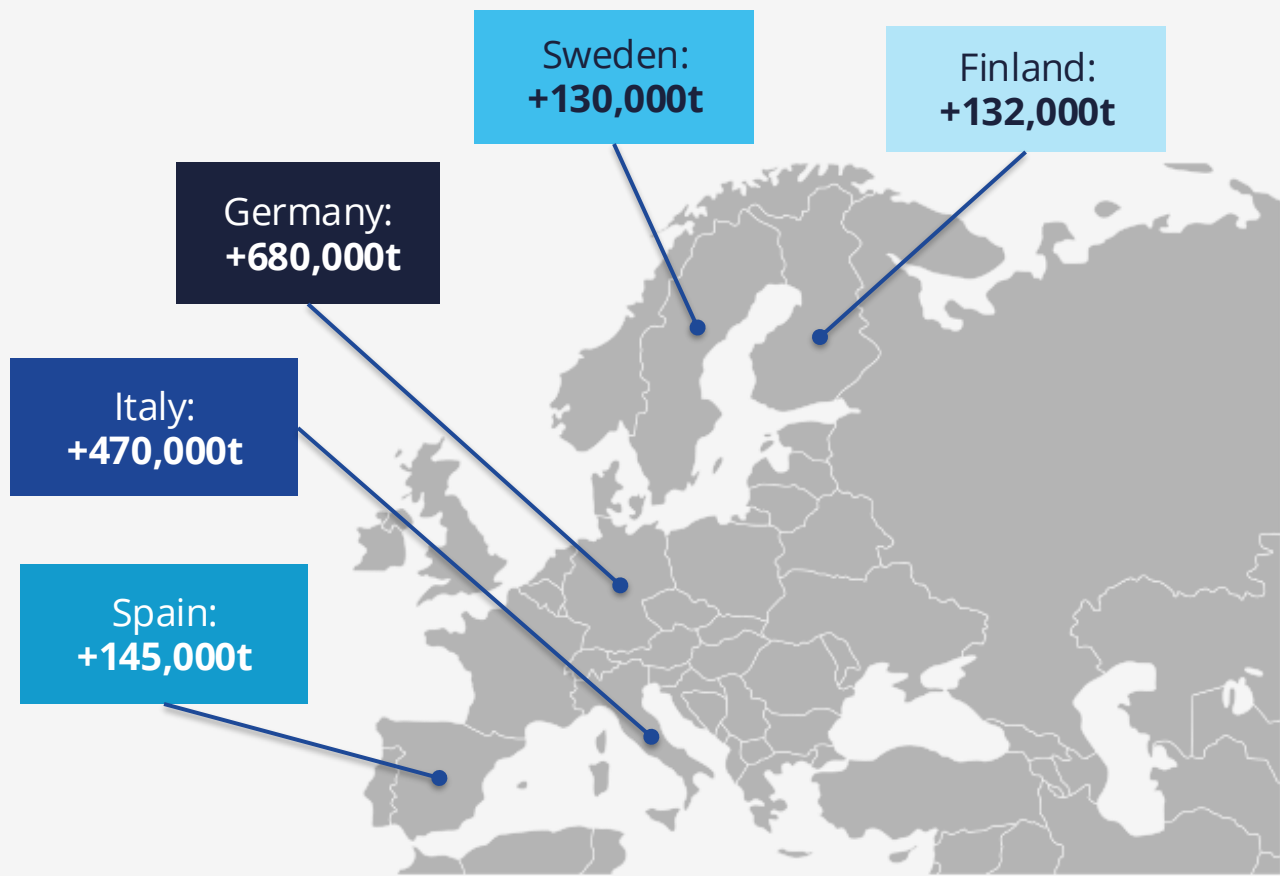 Sweden:
+130,000t
Finland:
+132,000t
Germany:
+680,000t
Italy:
+470,000t
Spain:
+145,000t